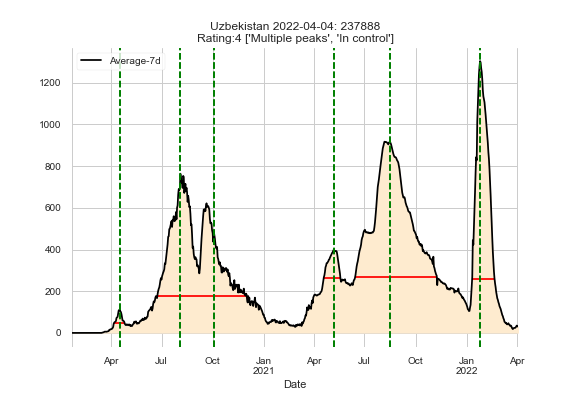 Uzbekistan 2022-04-04: 237888
Rating:4 ['Multiple peaks', 'In control']
Average-7d
1200
1000
800
600
400
200
0
Apr Jul Oct Jan Apr Jul Oct Jan Apr
2021 2022
Date